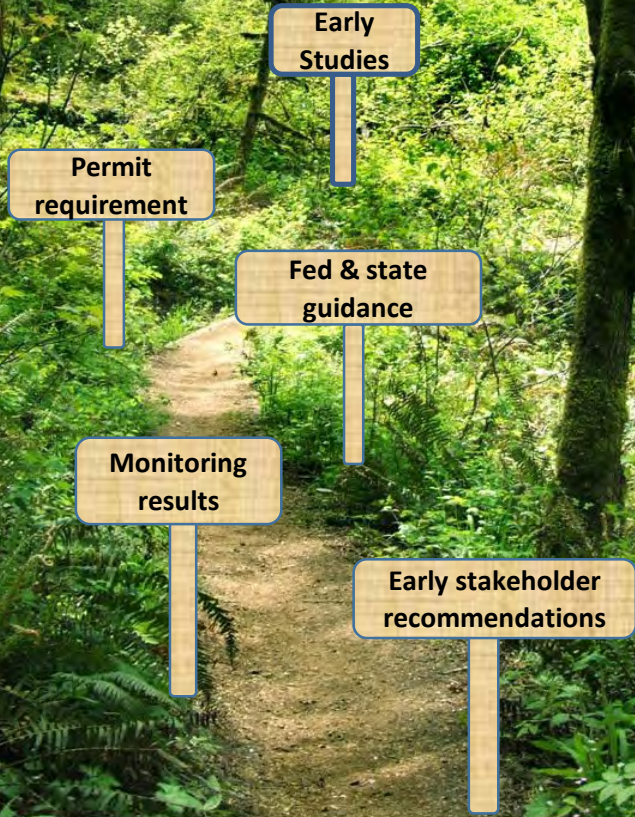 Early
Studies
Permit
requirement
Fed & state
guidance
Monitoring
results
Early stakeholder
recommendations